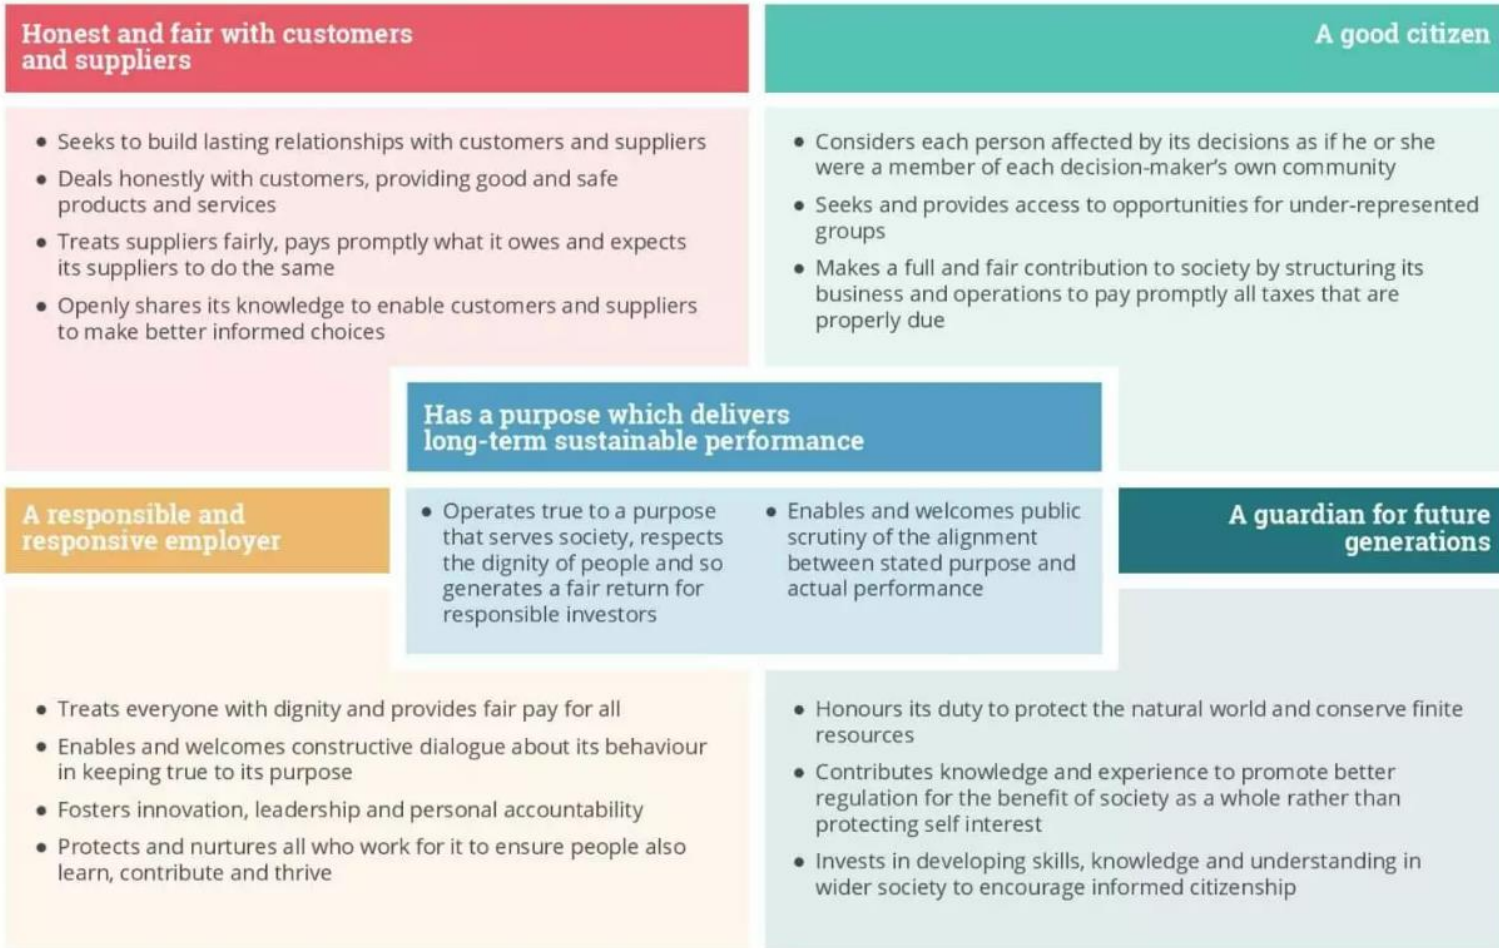 Honest and fair with customers
and suppliers
• Seeks to build lasting relationships with customers and suppliers
• Deals honestly with customers, providing good and safe
products and services
• Treats suppliers fairly, pays promptly what it owes and expects
its suppliers to do the same
• Openly shares its knowledge to enable customers and suppliers
to make better informed choices
A good citizen
• Considers each person affected by its decisions as if he or she
were a member of each decision-maker's own community
• Seeks and provides access to opportunities for under-represented
groups
• Makes a full and fair contribution to society by structuring its
business and operations to pay promptly all taxes that are
properly due
Has a purpose which delivers
long-term sustainable performance
• Operates true to a purpose
that serves society, respects
the dignity of people and so
generates a fair return for
responsible investors
• Enables and welcomes public
scrutiny of the alignment
between stated purpose and
actual performance
A responsible and
responsive employer
• Treats everyone with dignity and provides fair pay for all
• Enables and welcomes constructive dialogue about its behaviour
in keeping true to its purpose
• Fosters innovation, leadership and personal accountability
• Protects and nurtures all who work for it to ensure people also
learn, contribute and thrive
A guardian for future
generations
• Honours its duty to protect the natural world and conserve finite
resources
• Contributes knowledge and experience to promote better
regulation for the benefit of society as a whole rather than
protecting self interest
• Invests in developing skills, knowledge and understanding in
wider society to encourage informed citizenship